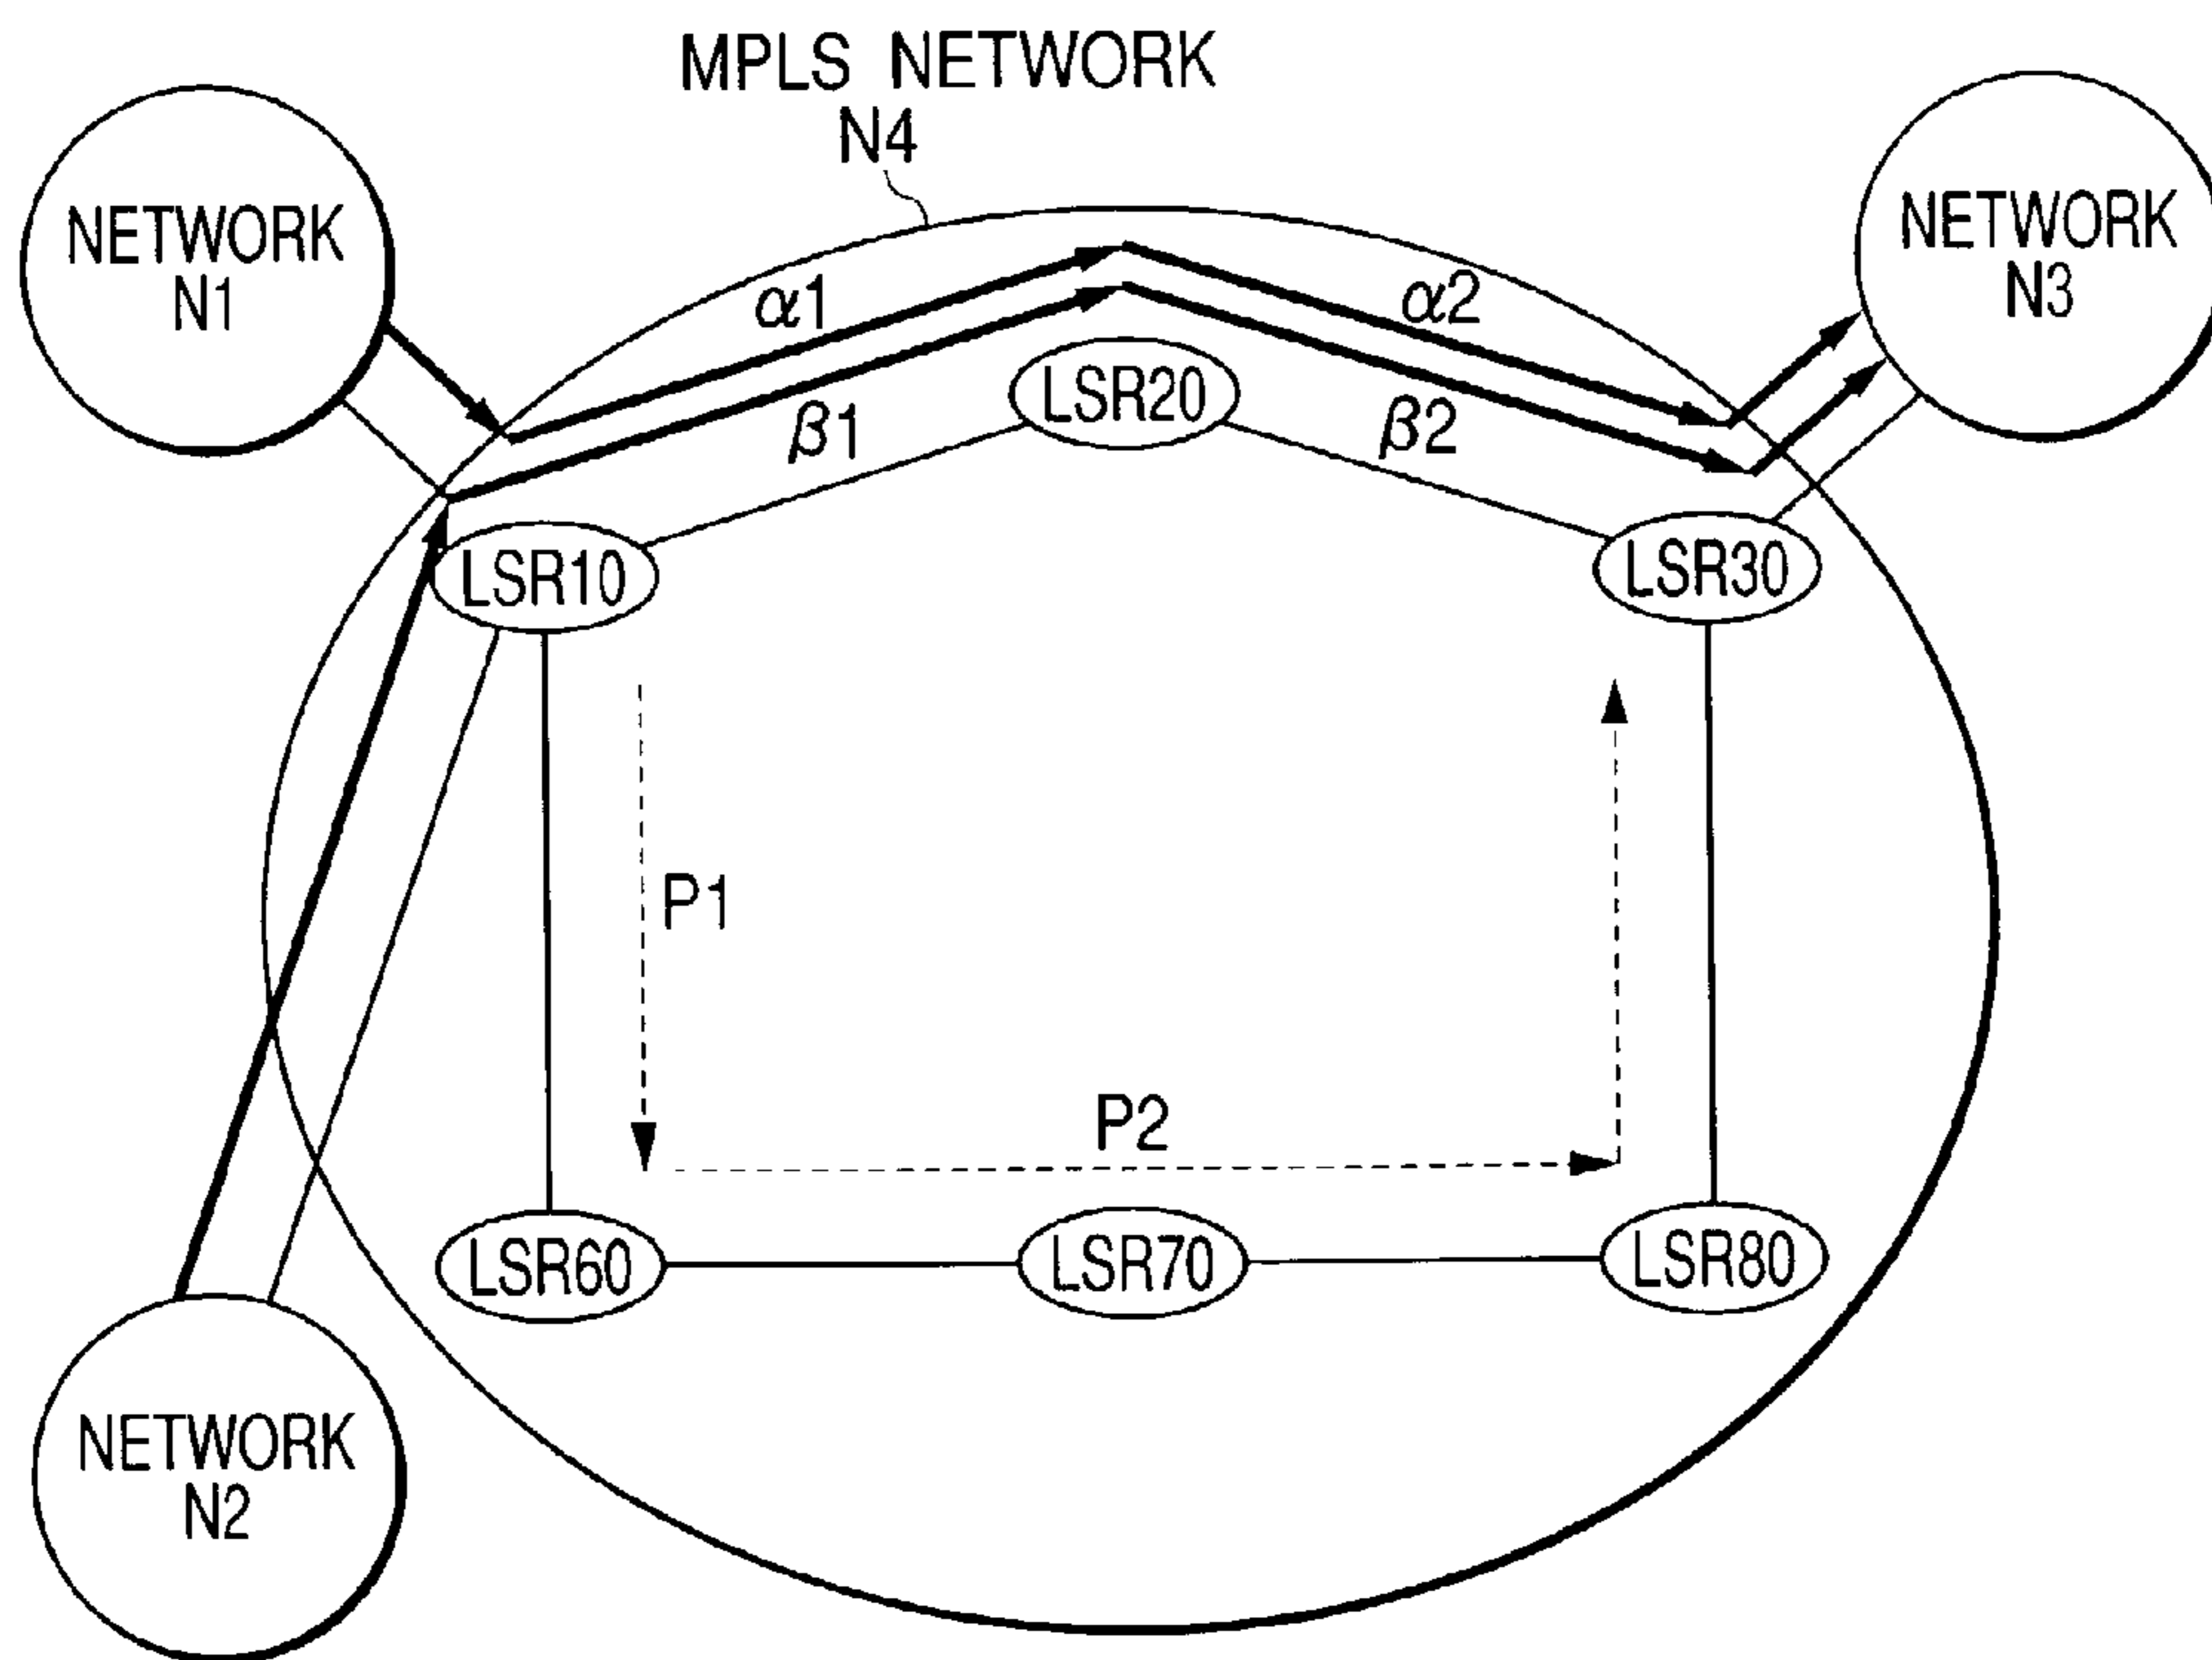 MPLS NETWORK
N4
NETWORK
N1
NETWORK
N3
α1
α2
β1
β2
LSR20
LSR10
LSR30
P1
P2
LSR60
LSR70
LSR80
NETWORK
N2